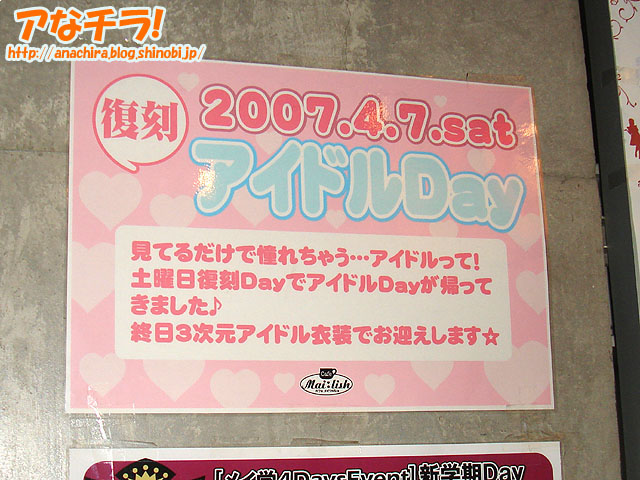 アなチラ!
http://anachira.blog.shinobi.jp/
復刻
2007.4.7.sat
アイドルDay
見てるだけで憧れちゃう…アイドルって!
土曜日復刻DayでアイドルDayが帰って
きました♪
終日3次元アイドル衣装でお迎えします☆
Cafe
Mai:lish
[メイ学4DaysEvent]新学期Day